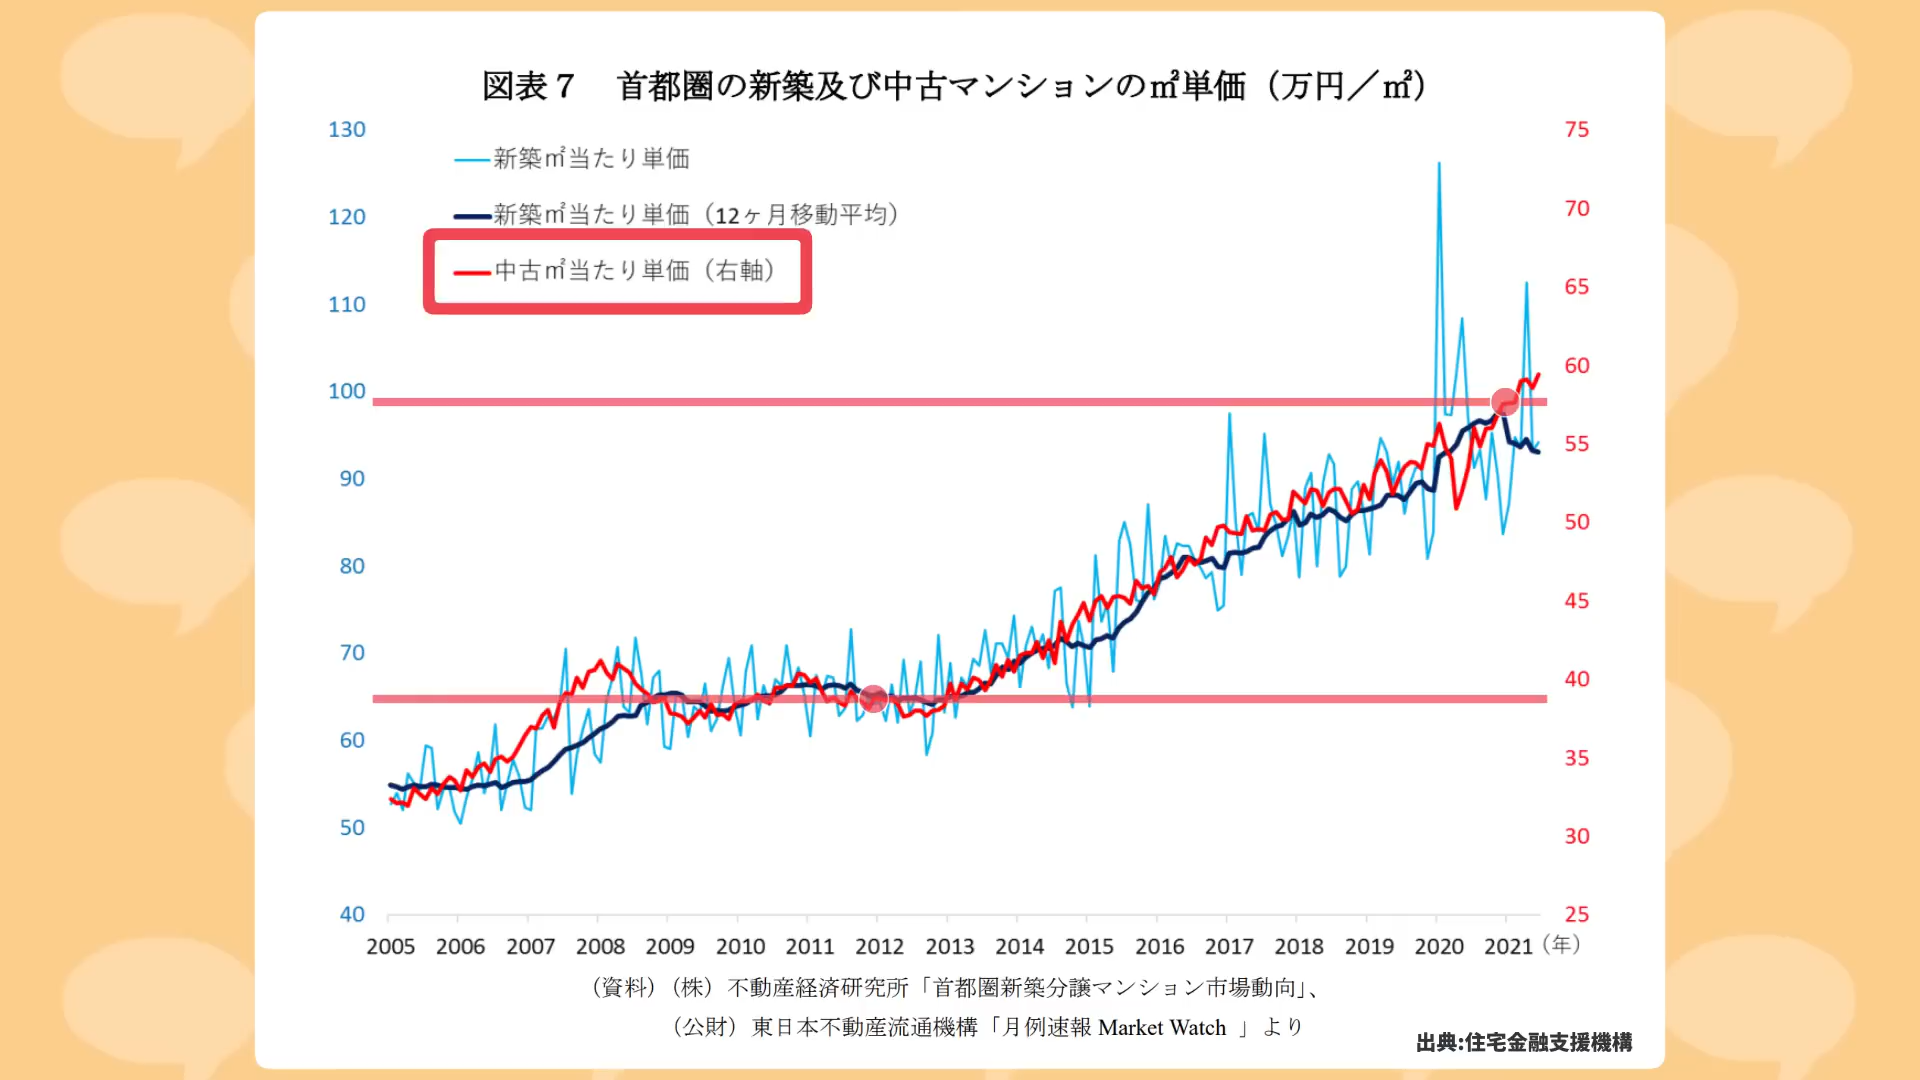 図表７　首都圏の新築及び中古マンションの㎡単価（万円／㎡）
130
120
110
100
90
80
70
60
50
40
新築㎡当たり単価
新築㎡当たり単価（12ヶ月移動平均）
中古㎡当たり単価（右軸）
75
70
65
60
55
50
45
40
35
30
25
2005 2006 2007 2008 2009 2010 2011 2012 2013 2014 2015 2016 2017 2018 2019 2020 2021（年）
（資料）（株）不動産経済研究所「首都圏新築分譲マンション市場動向」、
（公財）東日本不動産流通機構「月例速報 Market Watch 」より
出典:住宅金融支援機構